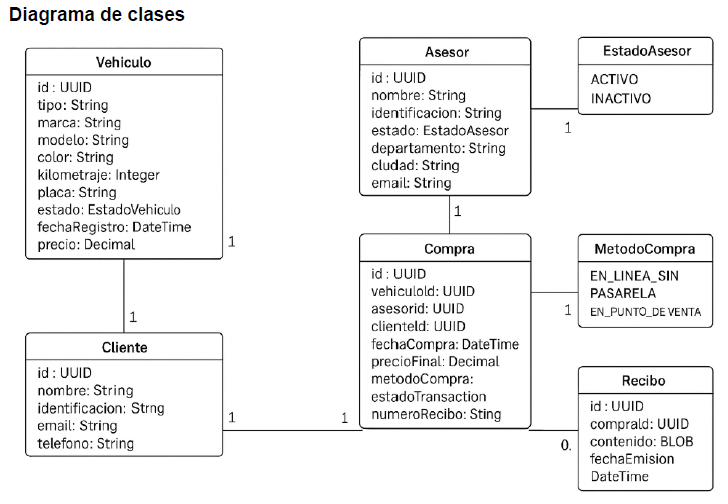 Diagrama de clases
Vehiculo
id : UUID
tipo: String
marca: String
modelo: String
color: String
kilometraje: Integer
placa: String
estado: EstadoVehiculo
fechaRegistro: DateTime
precio: Decimal
1
1
Cliente
id : UUID
nombre: String
identificacion: Strng
email: String
telefono: String
1
1
Asesor
id : UUID
nombre: String
identificacion: String
estado: EstadoAsesor
departamento: String
cludad: String
email: String
1
1
EstadoAsesor
ACTIVO
INACTIVO
Compra
id : UUID
vehiculold: UUID
asesorid: UUID
clienteld: UUID
fechaCompra: DateTime
precioFinal: Decimal
metodoCompra:
estadoTransaction
numeroRecibo: Sting
1
MetodoCompra
EN_LINEA_SIN
PASARELA
EN_PUNTO_DE VENTA
0.
Recibo
id : UUID
comprald: UUID
contenido: BLOB
fechaEmision
DateTime